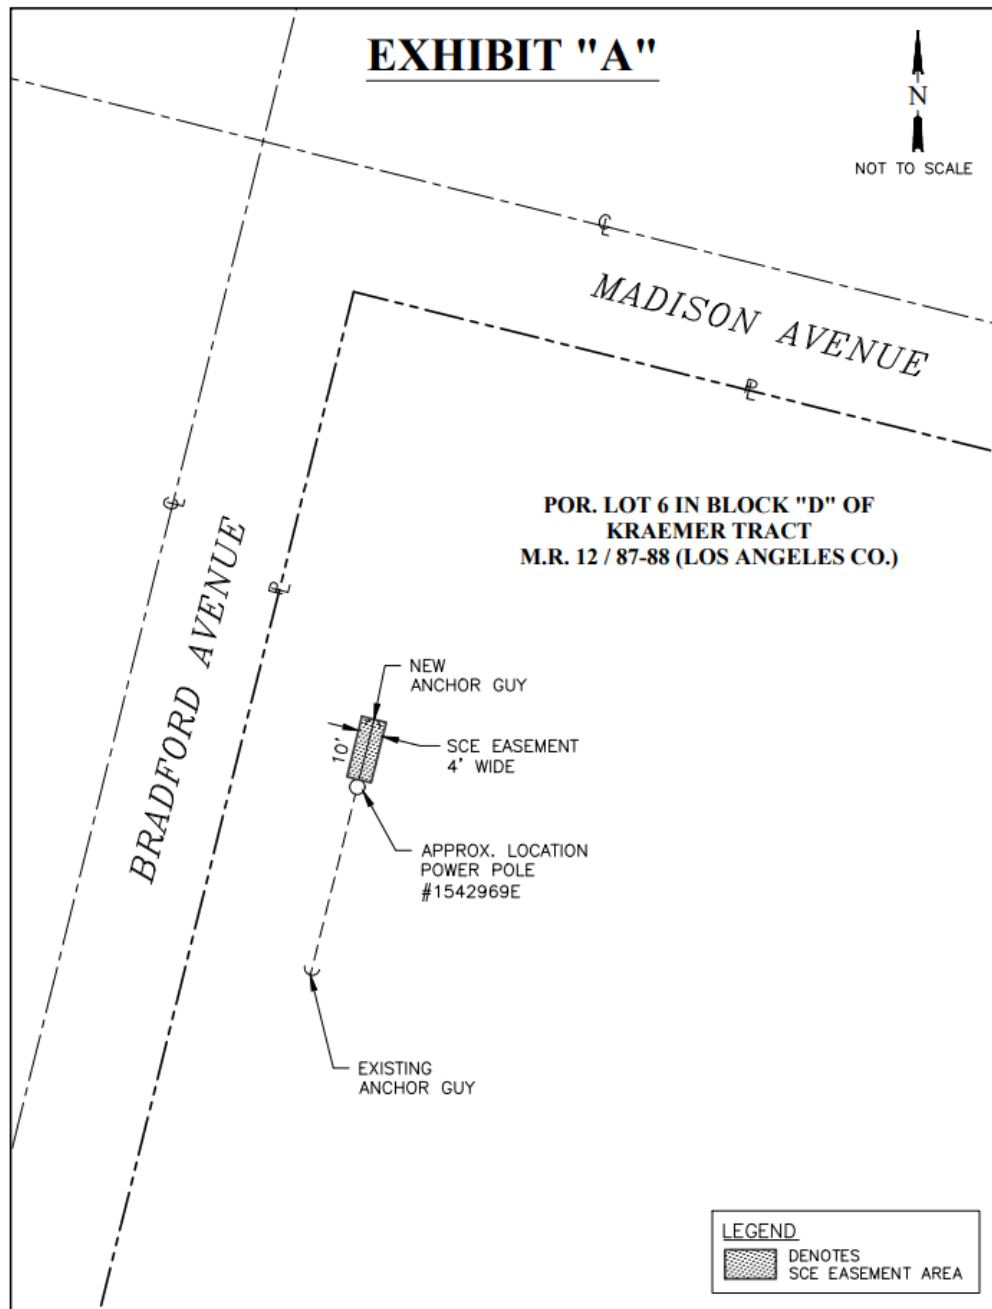 EXHIBIT "A"
N
NOT TO SCALE
℄
MADISON AVENUE
PL
POR. LOT 6 IN BLOCK "D" OF
KRAEMER TRACT
M.R. 12 / 87-88 (LOS ANGELES CO.)
℄
BRADFORD AVENUE
PL
NEW
ANCHOR GUY
10'
SCE EASEMENT
4' WIDE
APPROX. LOCATION
POWER POLE
#1542969E
EXISTING
ANCHOR GUY
LEGEND
DENOTES
SCE EASEMENT AREA